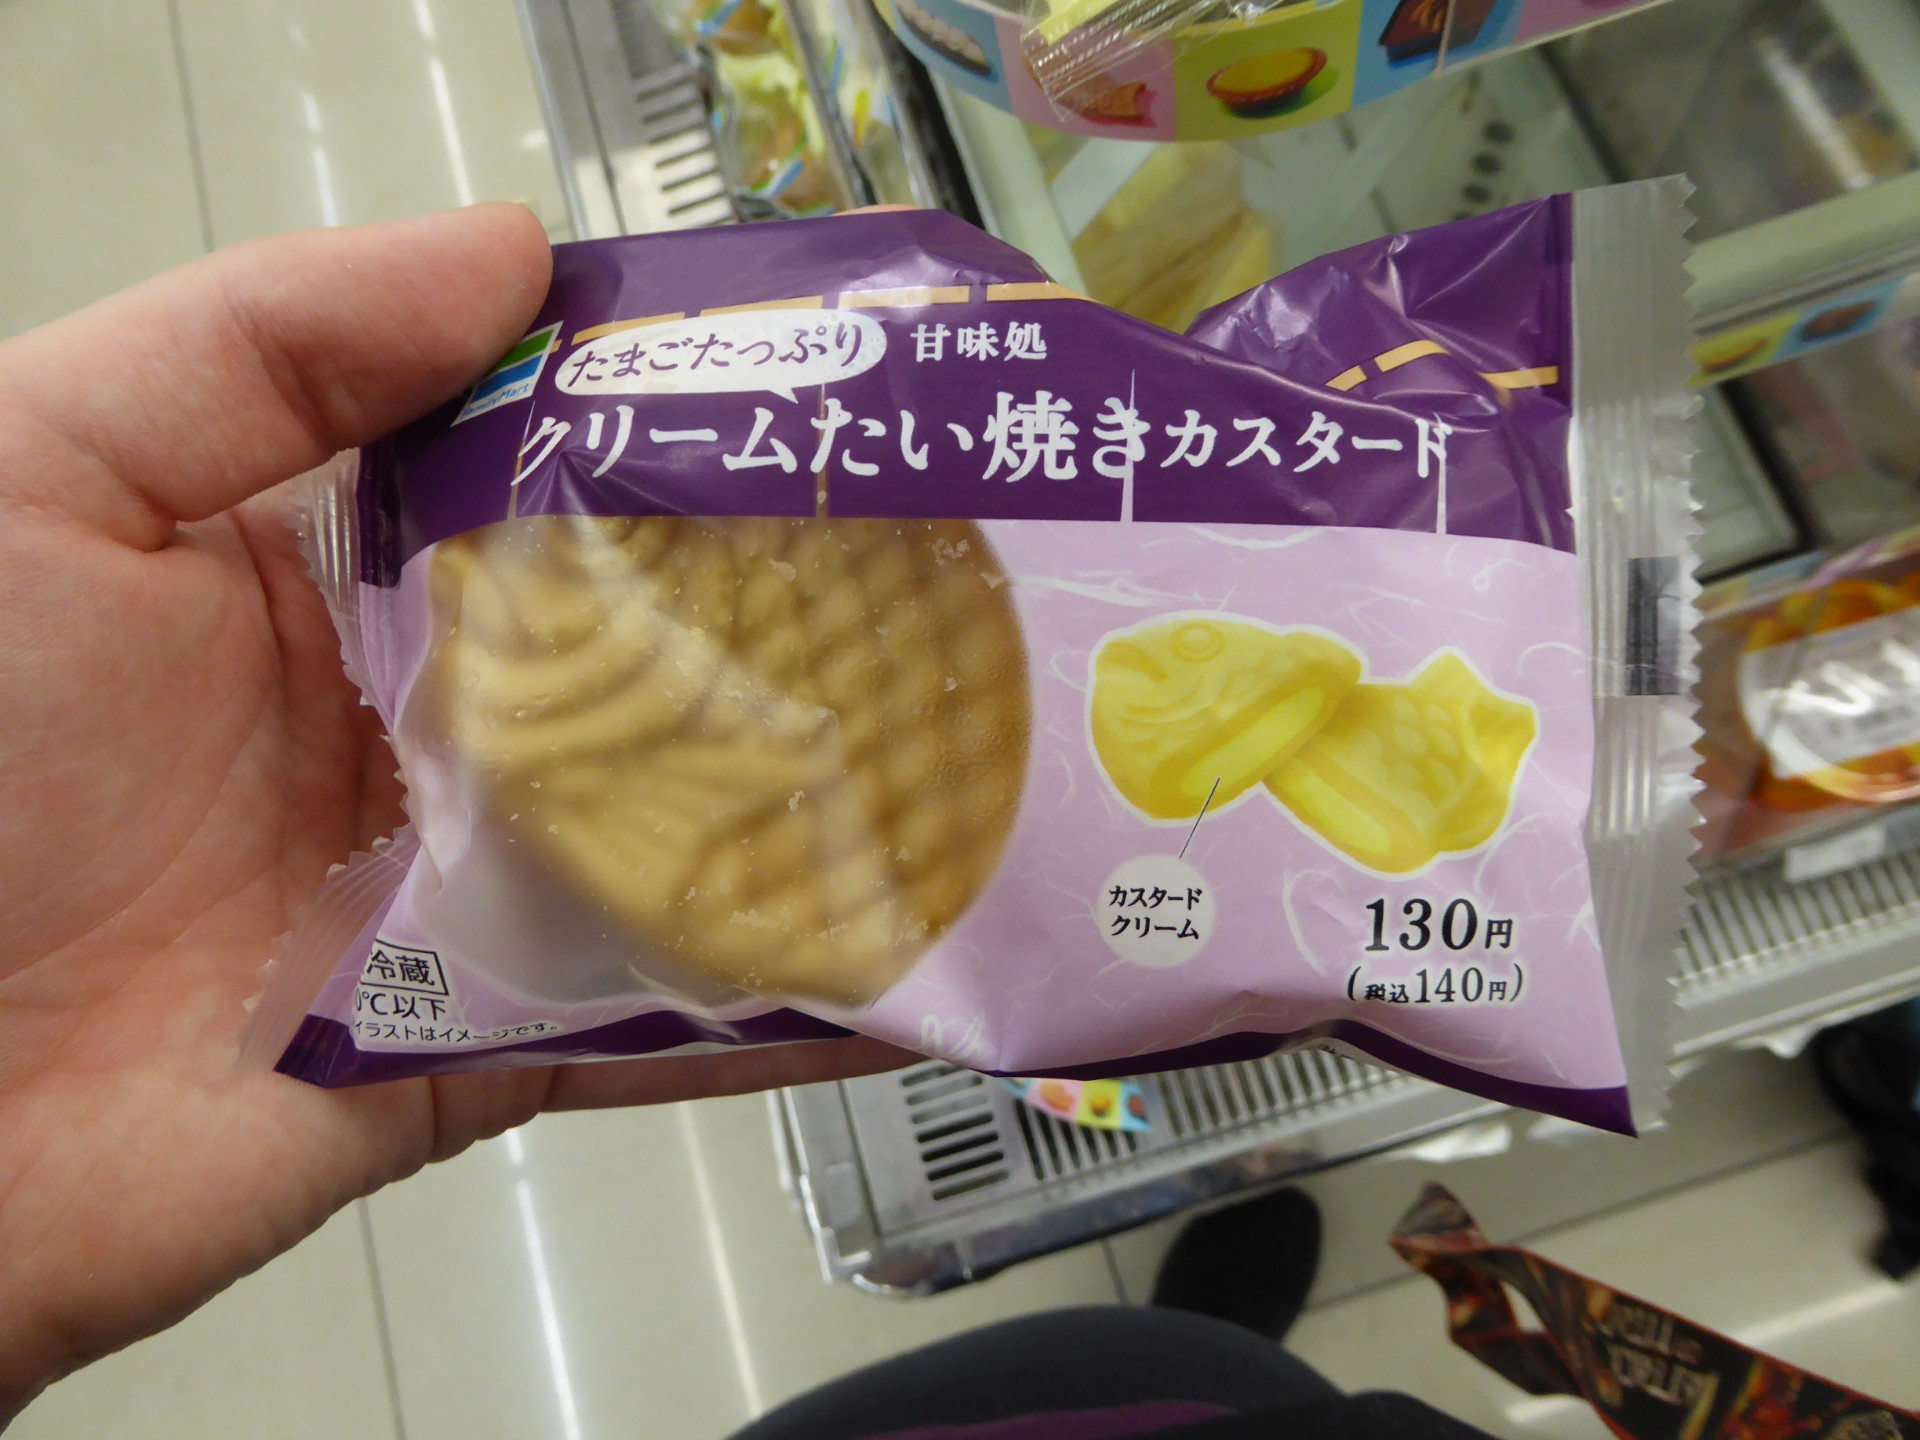 FamilyMart
たまごたっぷり
甘味処
クリームたい焼きカスタード
カスタード
クリーム
130円
(税込140円)
冷蔵
0℃以下
イラストはイメージです。